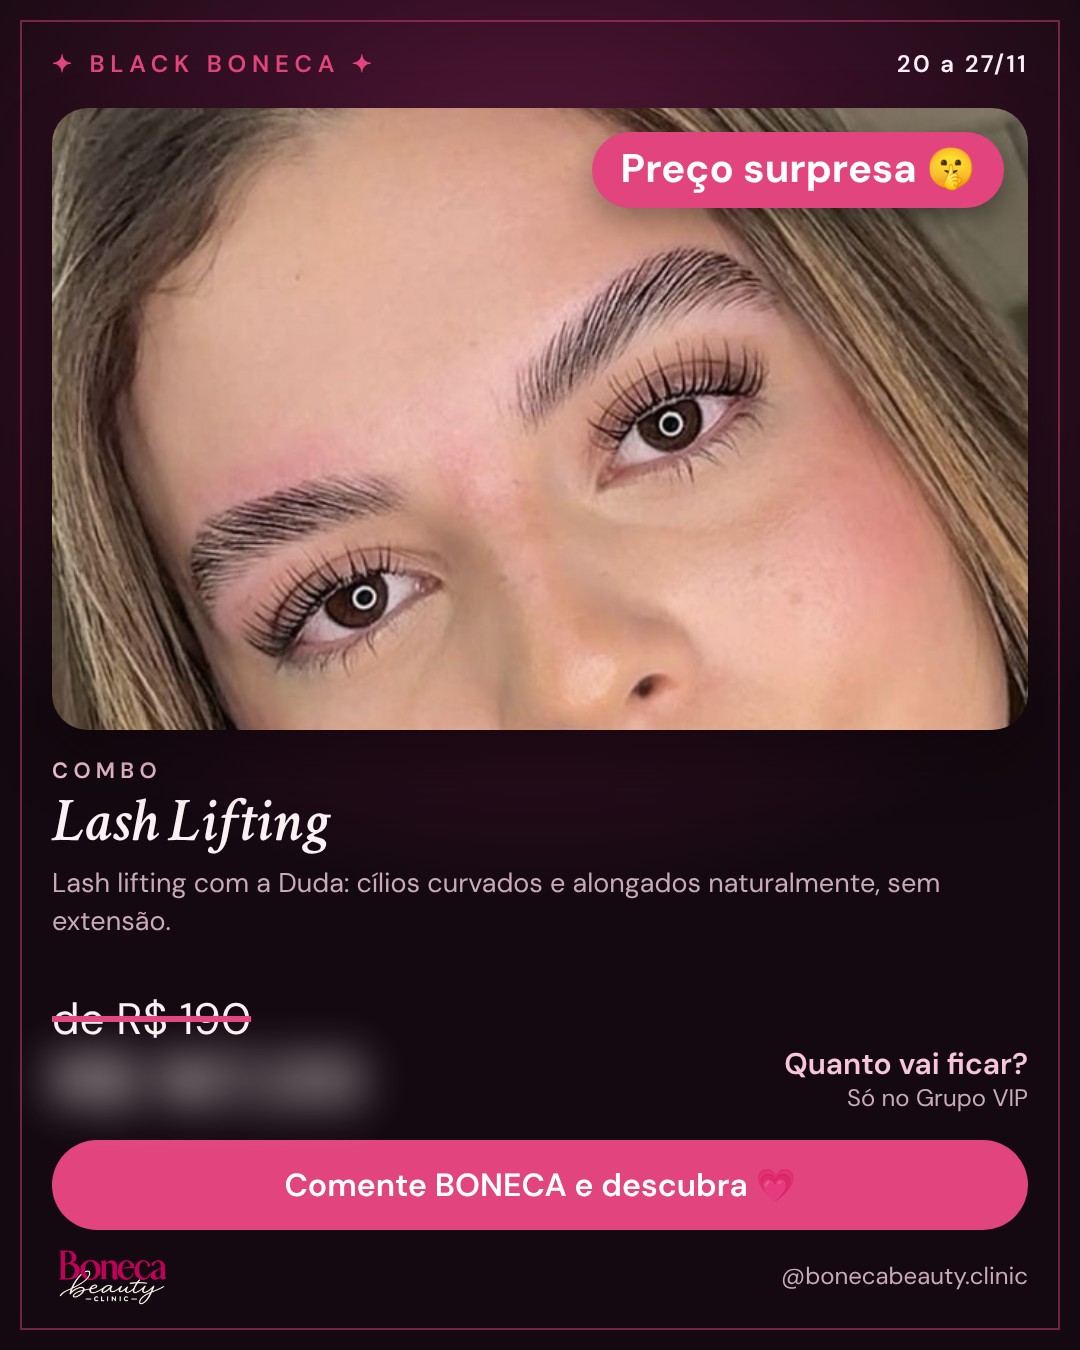 ✦ BLACK BONECA ✦
20 a 27/11
Preço surpresa 🤫
COMBO
Lash Lifting
Lash lifting com a Duda: cílios curvados e alongados naturalmente, sem
extensão.
de R$ 190
Quanto vai ficar?
Só no Grupo VIP
Comente BONECA e descubra 💗
Boneca
beauty
CLINIC
@bonecabeauty.clinic